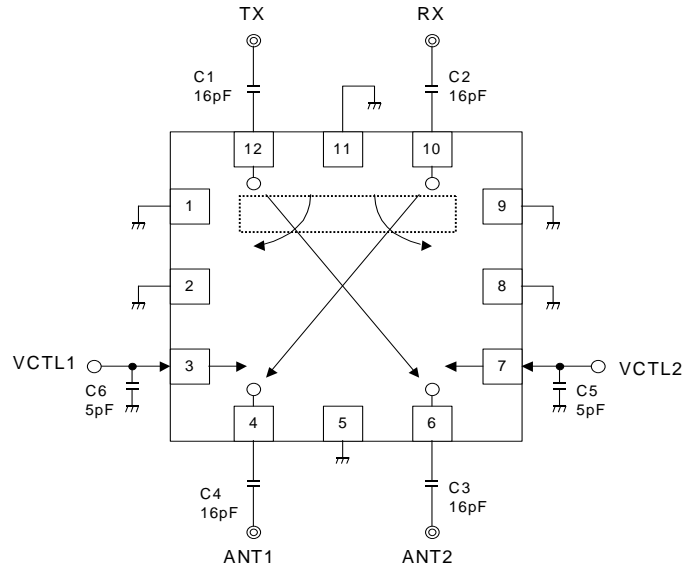 TX
RX
C1
16pF
C2
16pF
12
11
10
1
9
2
8
VCTL1
3
7
VCTL2
C6
5pF
C5
5pF
4
5
6
C4
16pF
C3
16pF
ANT1
ANT2